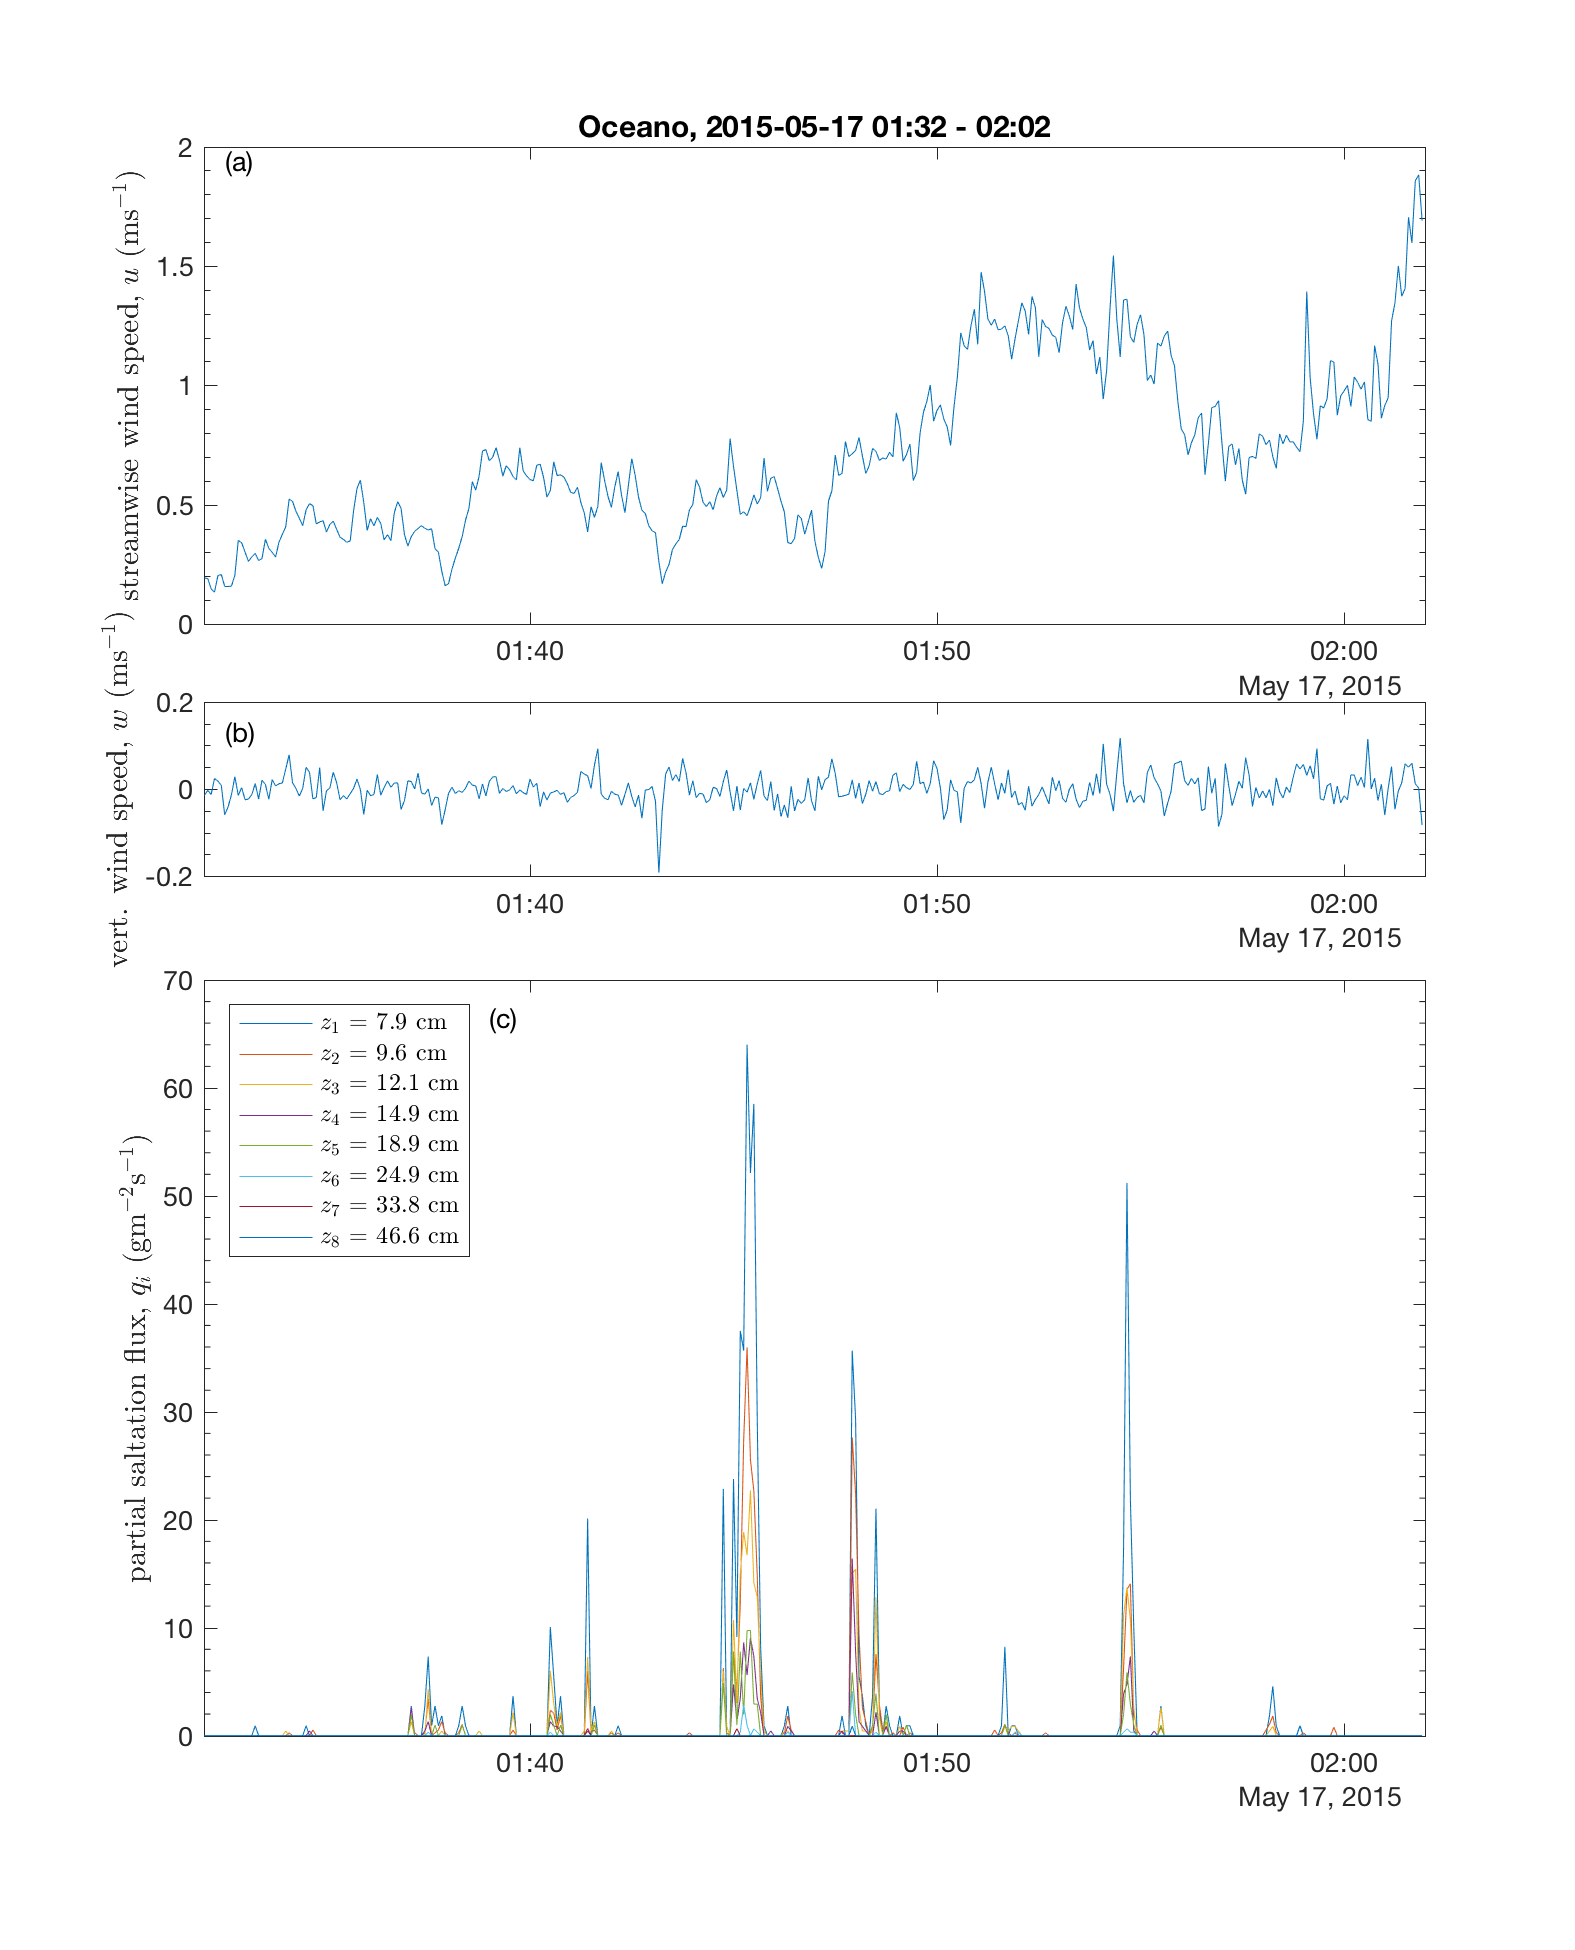 Oceano, 2015-05-17 01:32 - 02:02
(a)
streamwise wind speed, u (ms⁻¹)
2
1.5
1
0.5
0
01:40 01:50 02:00
May 17, 2015
(b)
vert. wind speed, w (ms⁻¹)
0.2
0
-0.2
01:40 01:50 02:00
May 17, 2015
(c)
partial saltation flux, qᵢ (gm⁻²s⁻¹)
70
60
50
40
30
20
10
0
z₁ = 7.9 cm
z₂ = 9.6 cm
z₃ = 12.1 cm
z₄ = 14.9 cm
z₅ = 18.9 cm
z₆ = 24.9 cm
z₇ = 33.8 cm
z₈ = 46.6 cm
01:40 01:50 02:00
May 17, 2015